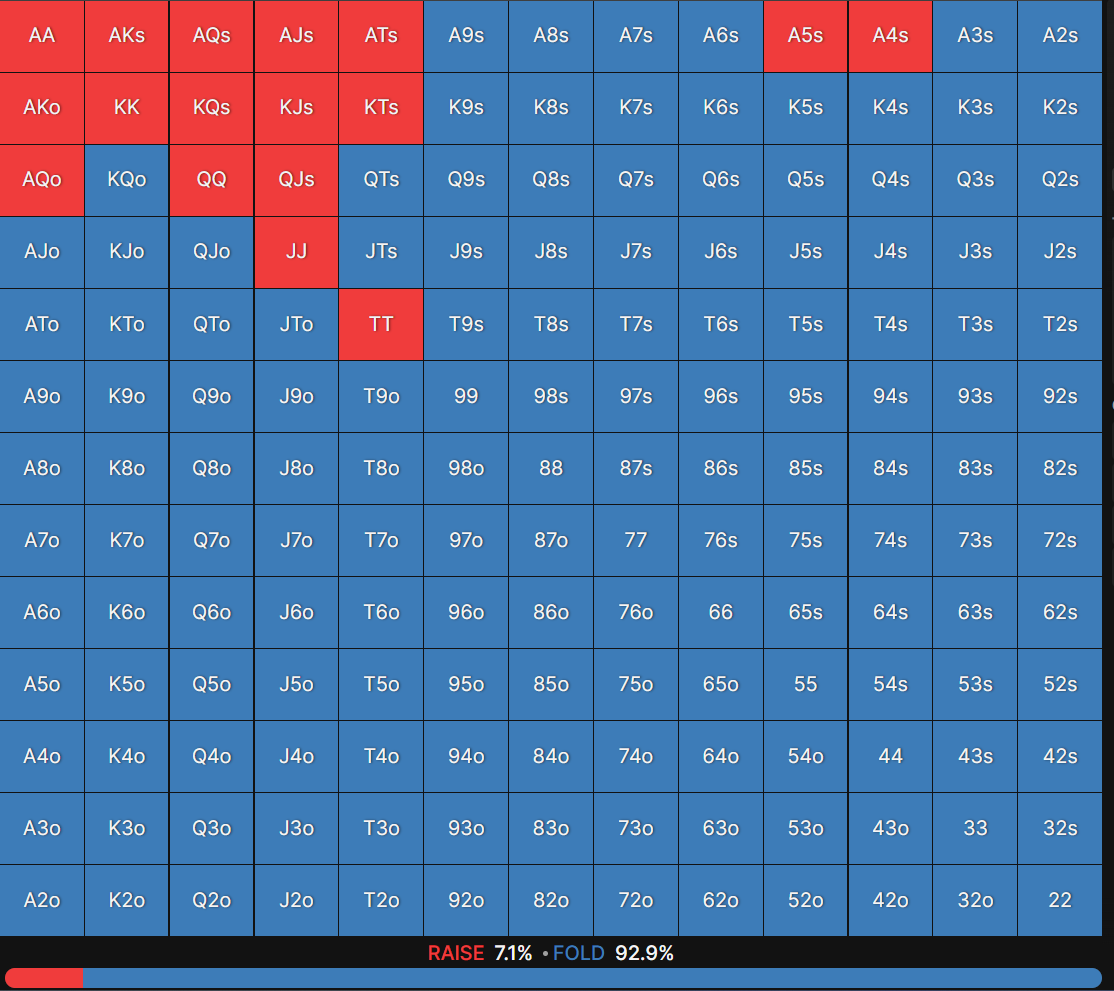 AA AKs AQs AJs ATs A9s A8s A7s A6s A5s A4s A3s A2s
AKo KK KQs KJs KTs K9s K8s K7s K6s K5s K4s K3s K2s
AQo KQo QQ QJs QTs Q9s Q8s Q7s Q6s Q5s Q4s Q3s Q2s
AJo KJo QJo JJ JTs J9s J8s J7s J6s J5s J4s J3s J2s
ATo KTo QTo JTo TT T9s T8s T7s T6s T5s T4s T3s T2s
A9o K9o Q9o J9o T9o 99 98s 97s 96s 95s 94s 93s 92s
A8o K8o Q8o J8o T8o 98o 88 87s 86s 85s 84s 83s 82s
A7o K7o Q7o J7o T7o 97o 87o 77 76s 75s 74s 73s 72s
A6o K6o Q6o J6o T6o 96o 86o 76o 66 65s 64s 63s 62s
A5o K5o Q5o J5o T5o 95o 85o 75o 65o 55 54s 53s 52s
A4o K4o Q4o J4o T4o 94o 84o 74o 64o 54o 44 43s 42s
A3o K3o Q3o J3o T3o 93o 83o 73o 63o 53o 43o 33 32s
A2o K2o Q2o J2o T2o 92o 82o 72o 62o 52o 42o 32o 22
RAISE 7.1% • FOLD 92.9%